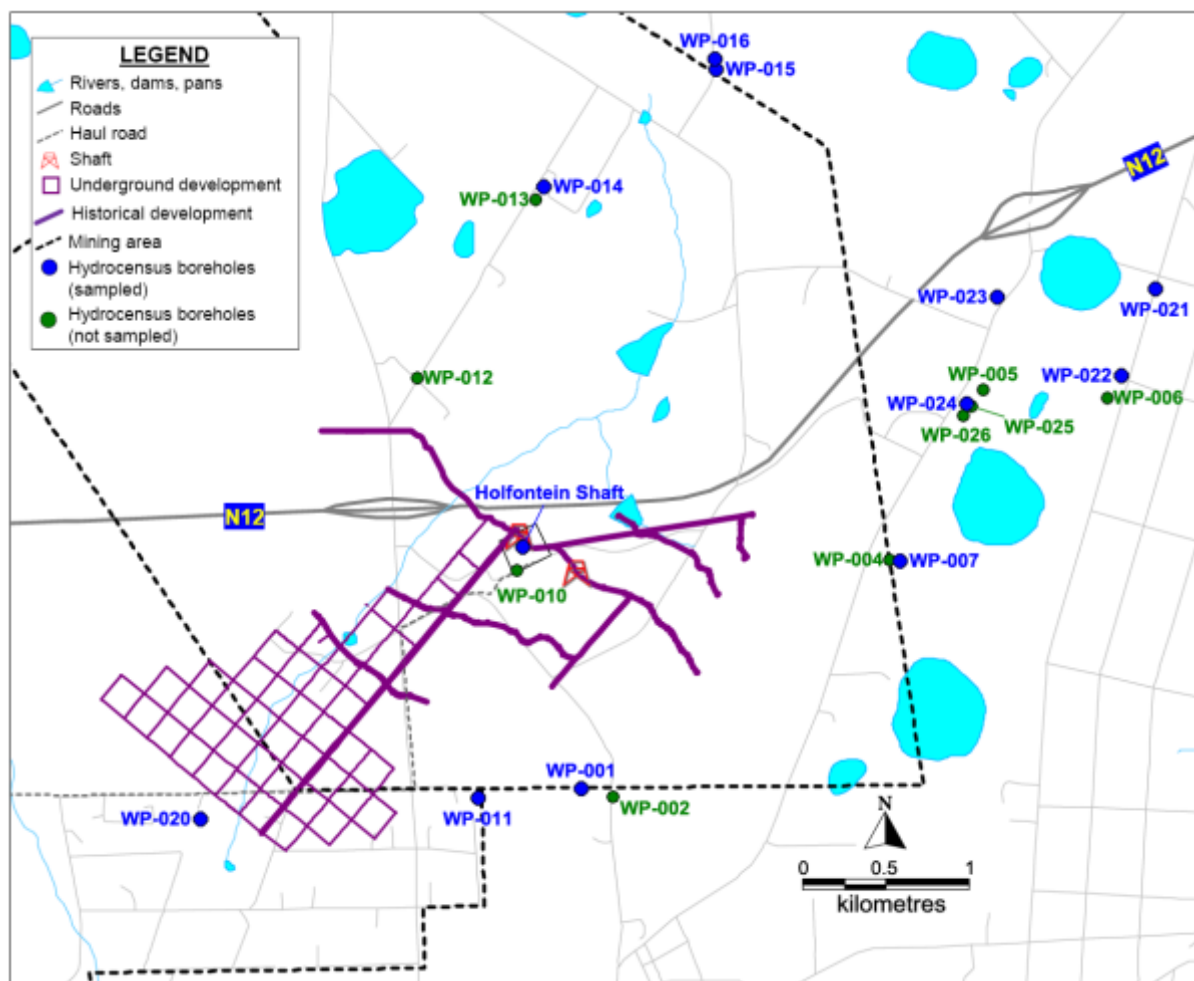 LEGEND
Rivers, dams, pans
Roads
Haul road
Shaft
Underground development
Historical development
Mining area
Hydrocensus boreholes
(sampled)
Hydrocensus boreholes
(not sampled)
WP-016
WP-015
N12
WP-014
WP-013
WP-023
WP-021
WP-012
WP-005
WP-022
WP-006
WP-024
WP-025
WP-026
Holfontein Shaft
N12
WP-004
WP-007
WP-010
WP-001
WP-002
WP-020
WP-011
N
0 0.5 1
kilometres